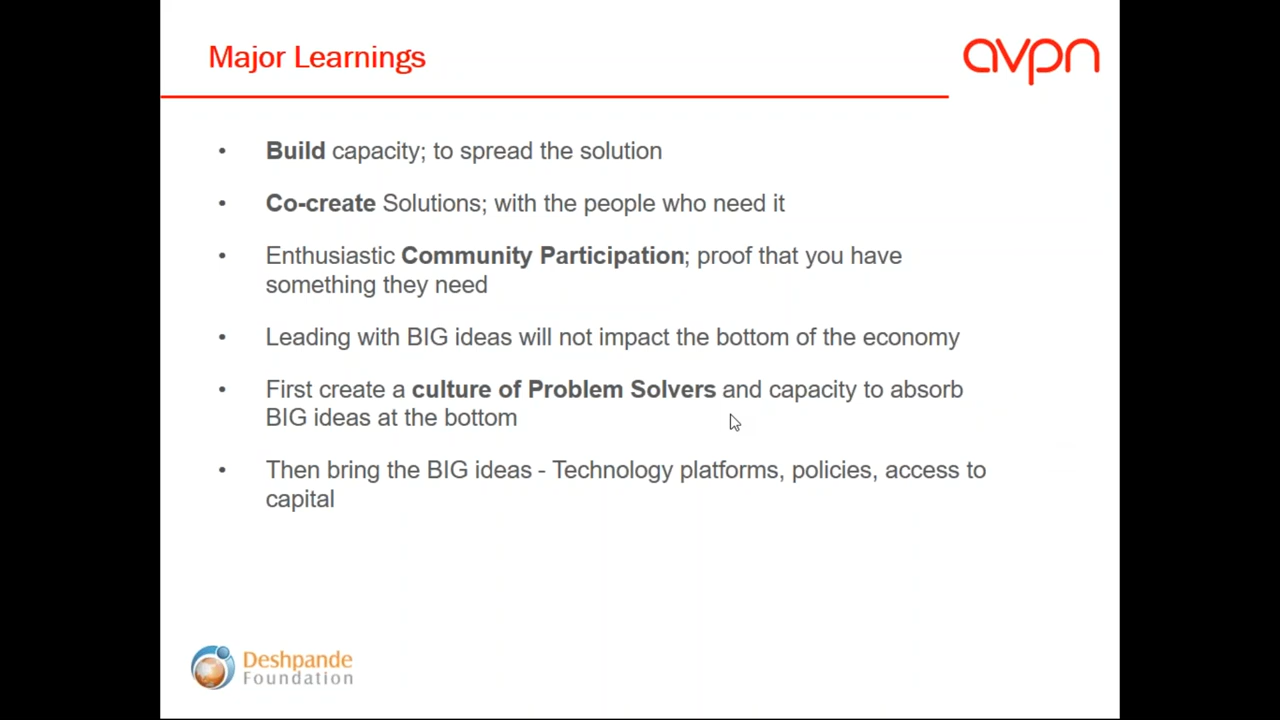 Major Learnings
avpn
• Build capacity; to spread the solution
• Co-create Solutions; with the people who need it
• Enthusiastic Community Participation; proof that you have
something they need
• Leading with BIG ideas will not impact the bottom of the economy
• First create a culture of Problem Solvers and capacity to absorb
BIG ideas at the bottom
• Then bring the BIG ideas - Technology platforms, policies, access to
capital
Deshpande
Foundation